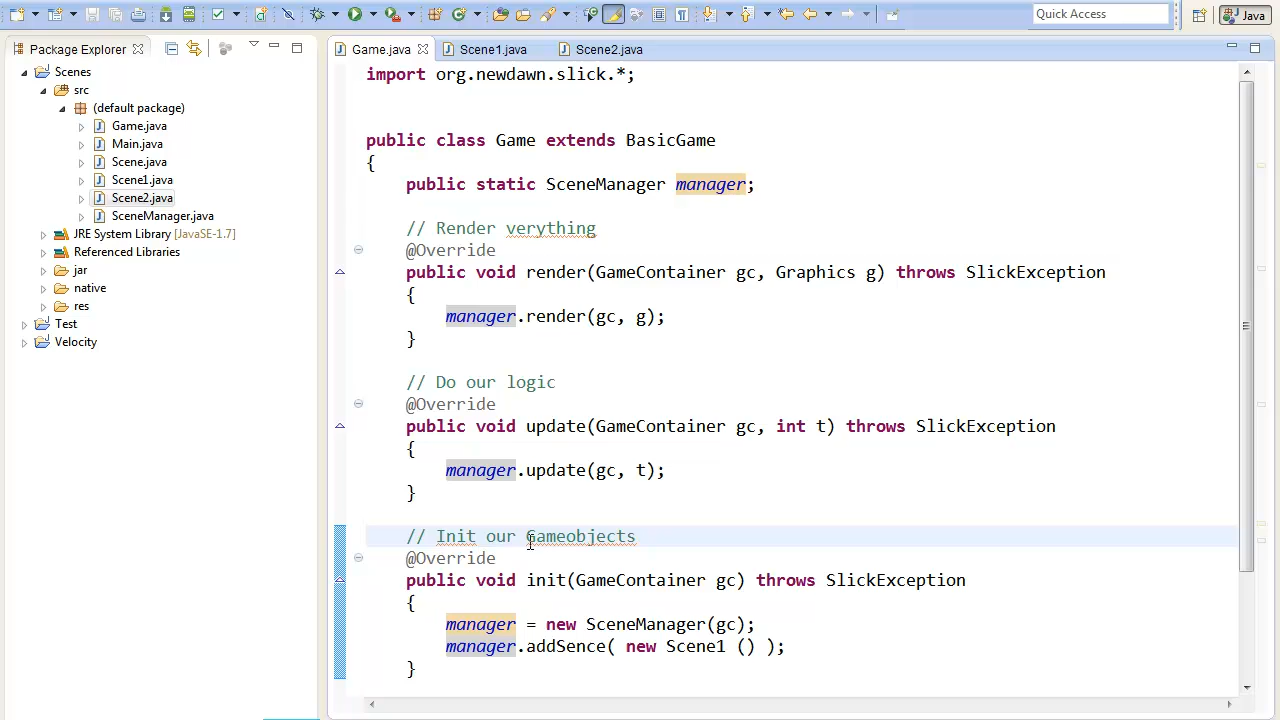 Quick Access
Java
Package Explorer
Scenes
src
(default package)
Game.java
Main.java
Scene.java
Scene1.java
Scene2.java
SceneManager.java
JRE System Library [JavaSE-1.7]
Referenced Libraries
jar
native
res
Test
Velocity
Game.java
Scene1.java
Scene2.java
import org.newdawn.slick.*;
public class Game extends BasicGame
{
public static SceneManager manager;
// Render verything
@Override
public void render(GameContainer gc, Graphics g) throws SlickException
{
manager.render(gc, g);
}
// Do our logic
@Override
public void update(GameContainer gc, int t) throws SlickException
{
manager.update(gc, t);
}
// Init our Gameobjects
@Override
public void init(GameContainer gc) throws SlickException
{
manager = new SceneManager(gc);
manager.addSence( new Scene1 () );
}